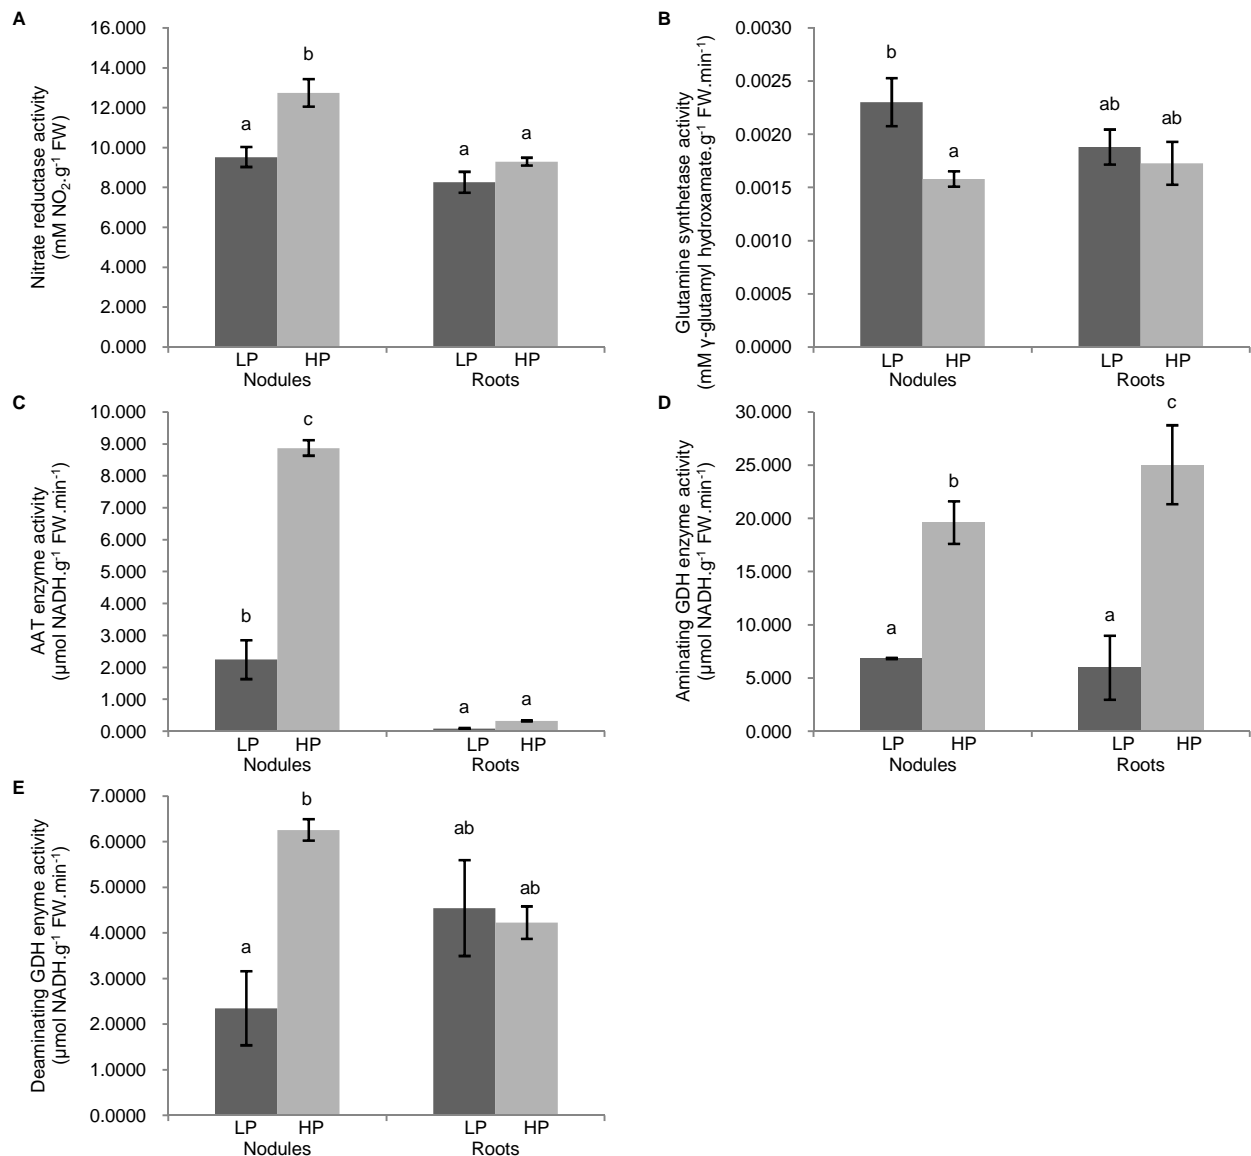 A
Nitrate reductase activity
(mM NO₂.g⁻¹ FW)
16.000
14.000
12.000
10.000
8.000
6.000
4.000
2.000
0.000
a
b
a
a
LP HP LP HP
Nodules Roots
B
Glutamine synthetase activity
(mM γ-glutamyl hydroxamate.g⁻¹ FW.min⁻¹)
0.0030
0.0025
0.0020
0.0015
0.0010
0.0005
0.0000
b
a
ab
ab
LP HP LP HP
Nodules Roots
C
AAT enzyme activity
(µmol NADH.g⁻¹ FW.min⁻¹)
10.000
9.000
8.000
7.000
6.000
5.000
4.000
3.000
2.000
1.000
0.000
b
c
a
a
LP HP LP HP
Nodules Roots
D
Aminating GDH enzyme activity
(µmol NADH.g⁻¹ FW.min⁻¹)
30.000
25.000
20.000
15.000
10.000
5.000
0.000
a
b
a
c
LP HP LP HP
Nodules Roots
E
Deaminating GDH enyme activity
(µmol NADH.g⁻¹ FW.min⁻¹)
7.0000
6.0000
5.0000
4.0000
3.0000
2.0000
1.0000
0.0000
a
b
ab
ab
LP HP LP HP
Nodules Roots